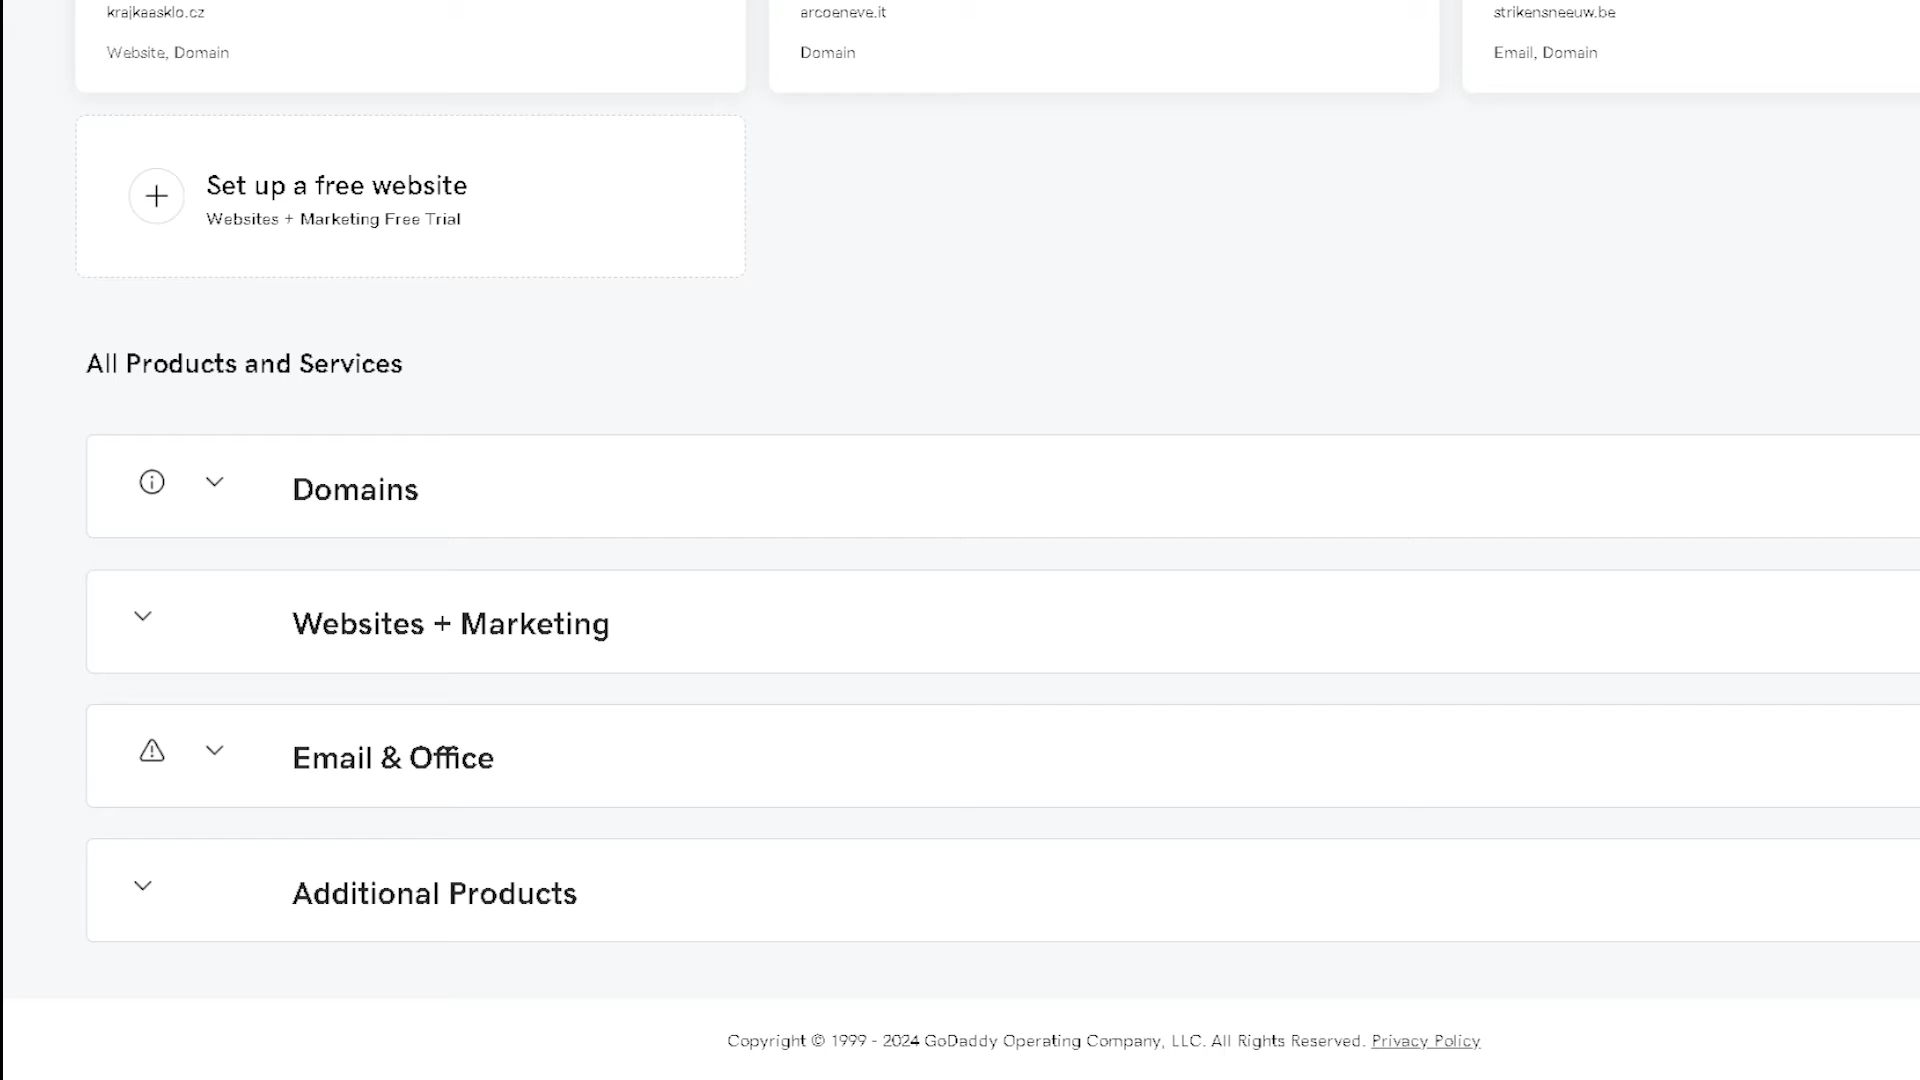 krajkaasklo.cz
Website, Domain
arcoeneve.it
Domain
strikensneeuw.be
Email, Domain
Set up a free website
Websites + Marketing Free Trial
All Products and Services
Domains
Websites + Marketing
Email & Office
Additional Products
Copyright © 1999 - 2024 GoDaddy Operating Company, LLC. All Rights Reserved. Privacy Policy